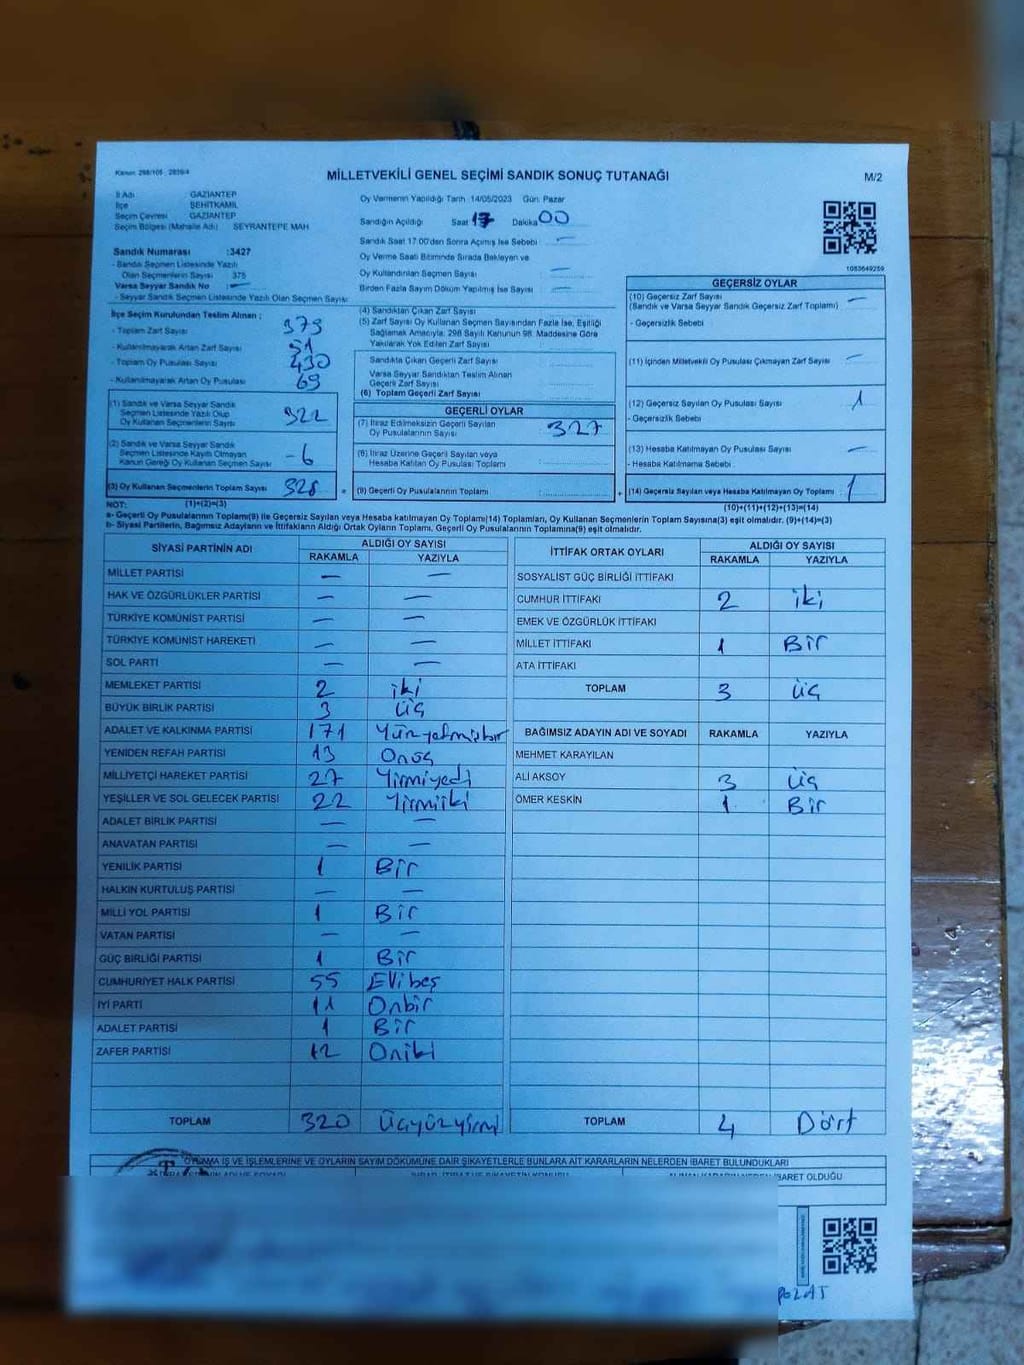 Kanun 298/105 2839/4
MİLLETVEKİLİ GENEL SEÇİMİ SANDIK SONUÇ TUTANAĞI
M/2
İl Adı GAZİANTEP
İlçe ŞEHİTKAMİL
Seçim Çevresi GAZİANTEP
Seçim Bölgesi (Mahalle Adı) SEYRANTEPE MAH
Sandık Numarası :3427
- Sandık Seçmen Listesinde Yazılı
Olan Seçmenlerin Sayısı 375
Varsa Seyyar Sandık No : —
- Seyyar Sandık Seçmen Listesinde Yazılı Olan Seçmen Sayısı
Oy Vermenin Yapıldığı Tarih 14/05/2023 Gün Pazar
Sandığın Açıldığı Saat 17 Dakika 00
Sandık Saat 17:00'den Sonra Açılmış İse Sebebi : —
Oy Verme Saati Bitiminde Sırada Bekleyen ve
Oy Kullandırılan Seçmen Sayısı : —
Birden Fazla Sayım Döküm Yapılmış İse Sayısı : —
1083649259
İlçe Seçim Kurulundan Teslim Alınan ;
- Toplam Zarf Sayısı : 379
- Kullanılmayarak Artan Zarf Sayısı : 51
- Toplam Oy Pusulası Sayısı : 430
- Kullanılmayarak Artan Oy Pusulası 69
(1) Sandık ve Varsa Seyyar Sandık
Seçmen Listesinde Yazılı Olup
Oy Kullanan Seçmenlerin Sayısı 322
(2) Sandık ve Varsa Seyyar Sandık
Seçmen Listesinde Kayıtlı Olmayan
Kanun Gereği Oy Kullanan Seçmen Sayısı 6
(3) Oy Kullanan Seçmenlerin Toplam Sayısı 328
(1)+(2)=(3)
(4) Sandıktan Çıkan Zarf Sayısı :
(5) Zarf Sayısı Oy Kullanan Seçmen Sayısından Fazla İse, Eşitliği
Sağlamak Amacıyla, 298 Sayılı Kanunun 98. Maddesine Göre
Yakılarak Yok Edilen Zarf Sayısı :
Sandıkta Çıkan Geçerli Zarf Sayısı
Varsa Seyyar Sandıktan Teslim Alınan
Geçerli Zarf Sayısı
(6) Toplam Geçerli Zarf Sayısı
GEÇERLİ OYLAR
(7) İtiraz Edilmeksizin Geçerli Sayılan
Oy Pusulalarının Sayısı 327
(8) İtiraz Üzerine Geçerli Sayılan veya
Hesaba Katılan Oy Pusulası Toplamı : —
= (9) Geçerli Oy Pusulalarının Toplamı
GEÇERSİZ OYLAR
(10) Geçersiz Zarf Sayısı —
(Sandık ve Varsa Seyyar Sandık Geçersiz Zarf Toplamı)
- Geçersizlik Sebebi
(11) İçinden Milletvekili Oy Pusulası Çıkmayan Zarf Sayısı —
(12) Geçersiz Sayılan Oy Pusulası Sayısı 1
- Geçersizlik Sebebi
(13) Hesaba Katılmayan Oy Pusulası Sayısı —
- Hesaba Katılmama Sebebi
+ (14) Geçersiz Sayılan veya Hesaba Katılmayan Oy Toplamı 1
(10)+(11)+(12)+(13)=(14)
NOT:
a- Geçerli Oy Pusulalarının Toplamı(9) ile Geçersiz Sayılan ve/veya Hesaba katılmayan Oy Toplamı(14) Toplamları, Oy Kullanan Seçmenlerin Toplam Sayısına(3) eşit olmalıdır. (9)+(14)=(3)
b- Siyasi Partilerin, Bağımsız Adayların ve İttifakların Aldığı Ortak Oyların Toplamı, Geçerli Oy Pusulalarının Toplamına(9) eşit olmalıdır.
SİYASİ PARTİNİN ADI ALDIĞI OY SAYISI
RAKAMLA YAZIYLA
MİLLET PARTİSİ — —
HAK VE ÖZGÜRLÜKLER PARTİSİ — —
TÜRKİYE KOMÜNİST PARTİSİ — —
TÜRKİYE KOMÜNİST HAREKETİ — —
SOL PARTİ — —
MEMLEKET PARTİSİ 2 iki
BÜYÜK BİRLİK PARTİSİ 3 üç
ADALET VE KALKINMA PARTİSİ 171 Yüzyetmişbir
YENİDEN REFAH PARTİSİ 13 Onüç
MİLLİYETÇİ HAREKET PARTİSİ 27 Yirmiyedi
YEŞİLLER VE SOL GELECEK PARTİSİ 22 Yirmiiki
ADALET BİRLİK PARTİSİ — —
ANAVATAN PARTİSİ — —
YENİLİK PARTİSİ 1 Bir
HALKIN KURTULUŞ PARTİSİ — —
MİLLİ YOL PARTİSİ 1 Bir
VATAN PARTİSİ — —
GÜÇ BİRLİĞİ PARTİSİ 1 Bir
CUMHURİYET HALK PARTİSİ 55 Ellibeş
İYİ PARTİ 11 Onbir
ADALET PARTİSİ 1 Bir
ZAFER PARTİSİ 12 Oniki
TOPLAM 320 Üçyüzyirmi
İTTİFAK ORTAK OYLARI ALDIĞI OY SAYISI
RAKAMLA YAZIYLA
SOSYALİST GÜÇ BİRLİĞİ İTTİFAKI
CUMHUR İTTİFAKI 2 iki
EMEK VE ÖZGÜRLÜK İTTİFAKI
MİLLET İTTİFAKI 1 Bir
ATA İTTİFAKI
TOPLAM 3 üç
BAĞIMSIZ ADAYIN ADI VE SOYADI RAKAMLA YAZIYLA
MEHMET KARAYILAN
ALİ AKSOY 3 üç
ÖMER KESKİN 1 Bir
TOPLAM 4 Dört
OYLAMA İŞ VE İŞLEMLERİNE VE OYLARIN SAYIM DÖKÜMÜNE DAİR ŞİKAYETLERLE BUNLARA AİT KARARLARIN NELERDEN İBARET BULUNDUKLARI
İBARET OLDUĞU